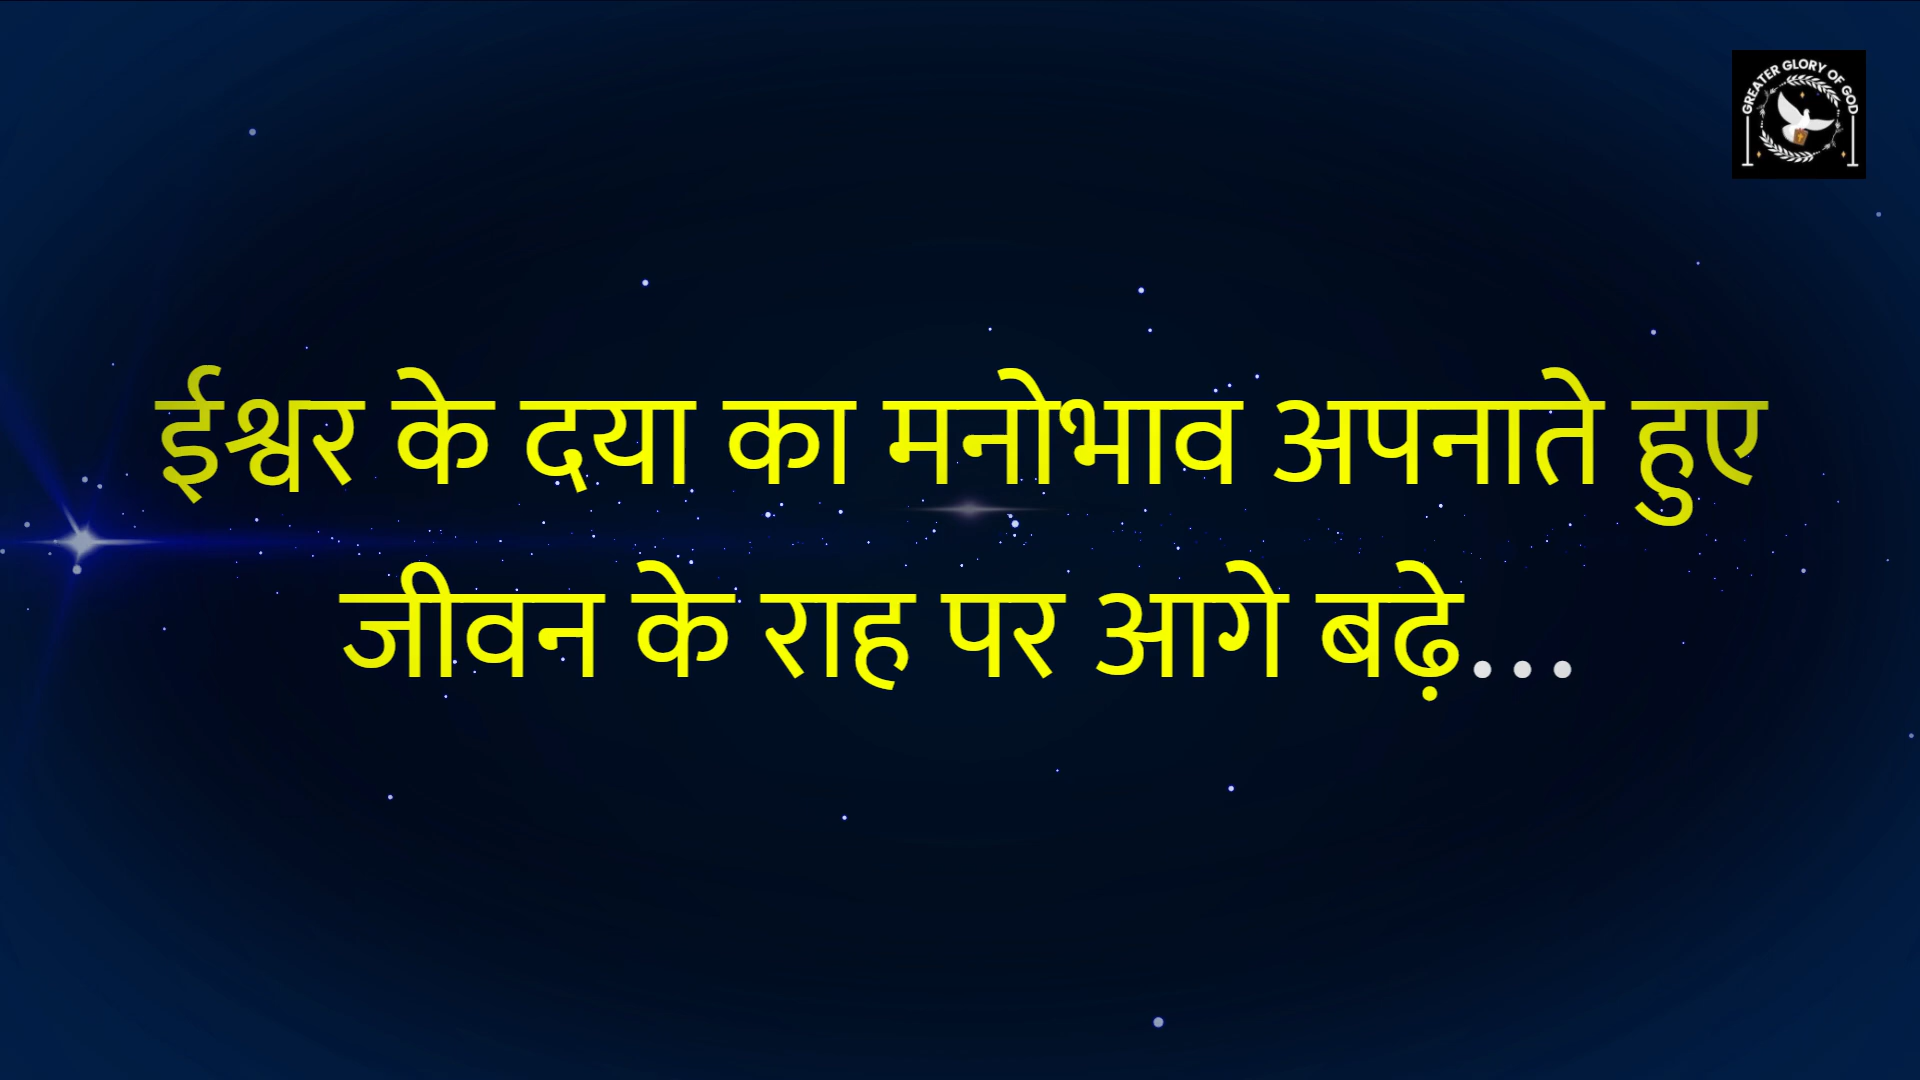 GREATER GLORY OF GOD
ईश्वर के दया का मनोभाव अपनाते हुए
जीवन के राह पर आगे बढ़े...